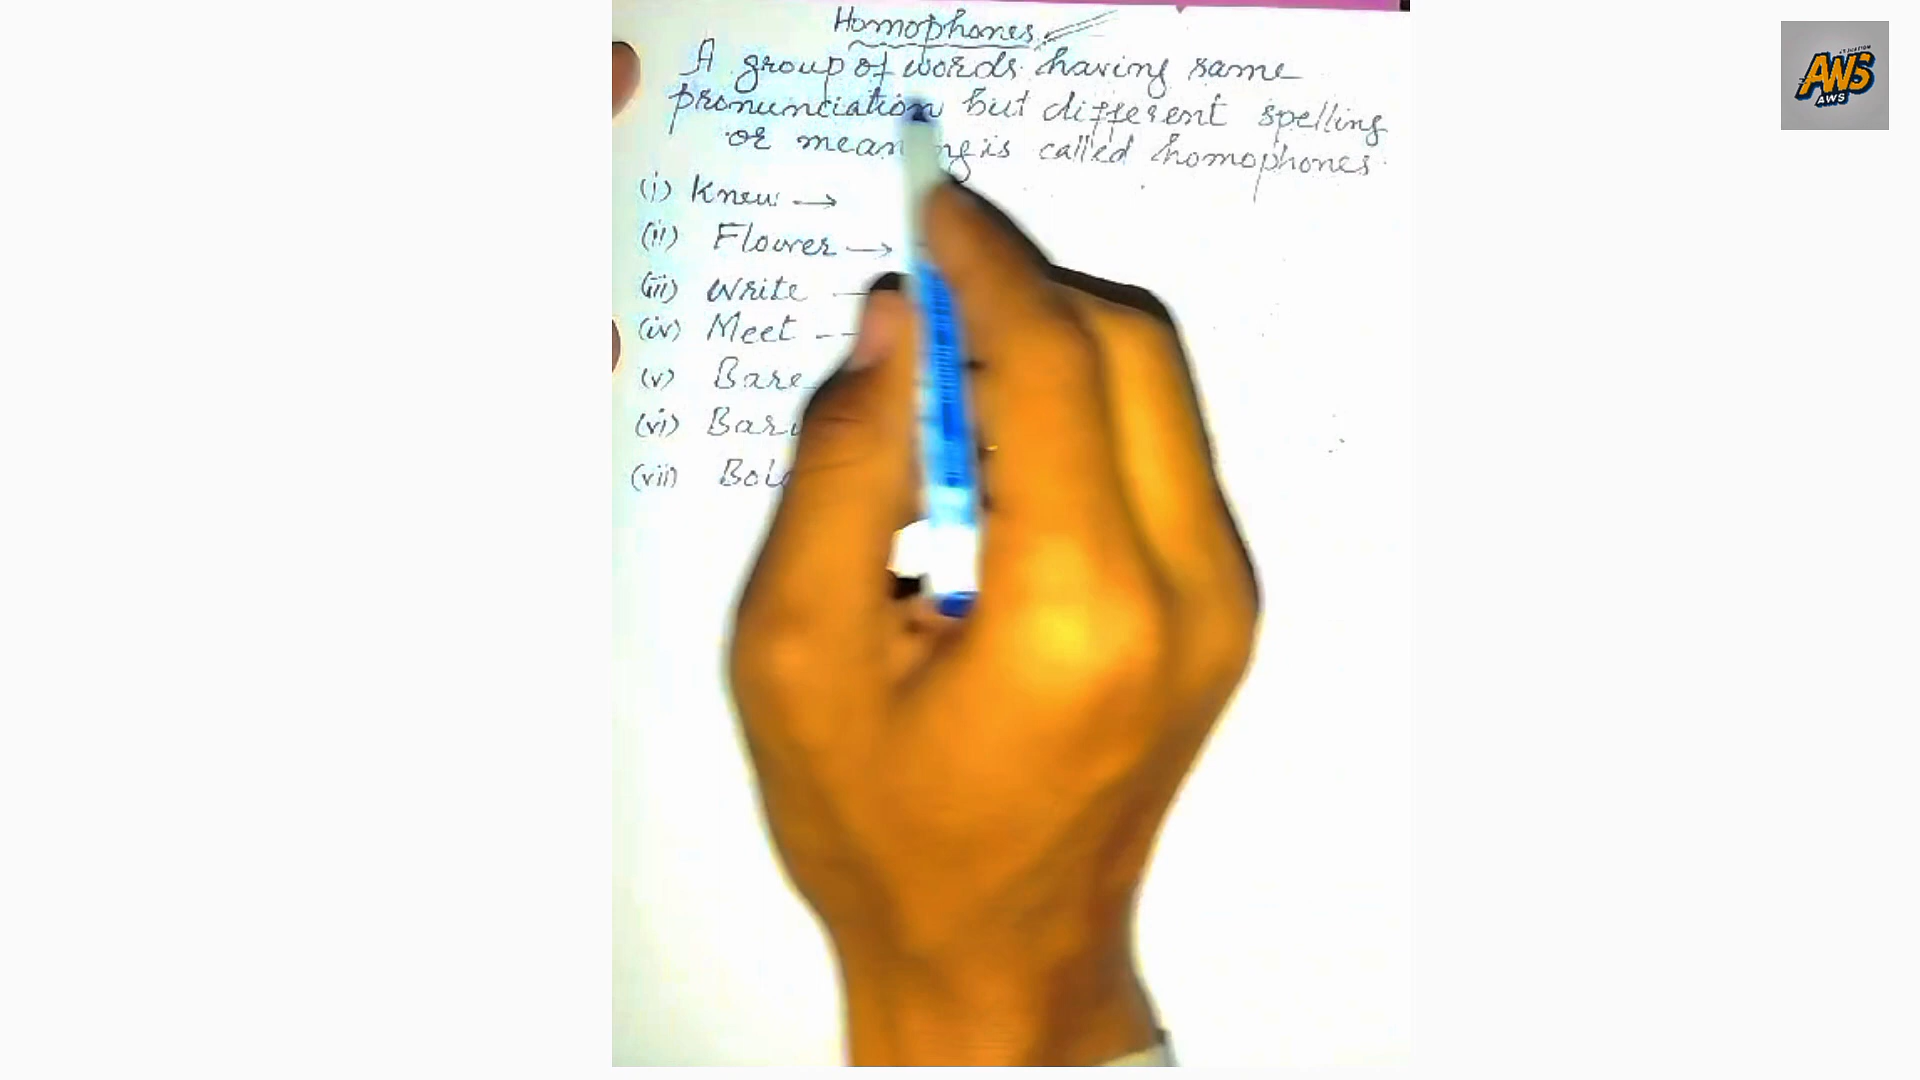 Homophones
A group of words having same
pronunciation but different spelling
or meaning is called homophones.
(i) Knew →
(ii) Flower →
(iii) Write
(iv) Meet
(v) Bare
(vi)
(vii)
AWS
AWS